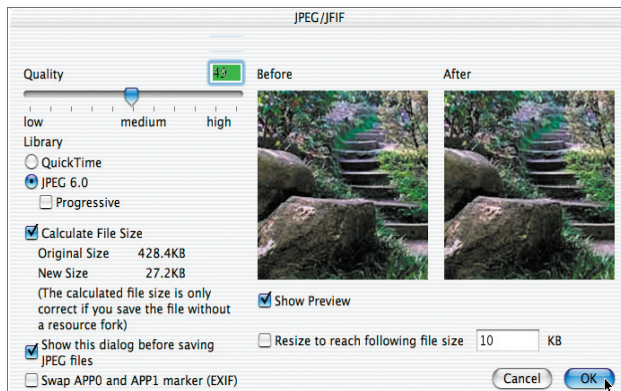 JPEG/JFIF
Quality
49
low medium high
Library
QuickTime
JPEG 6.0
Progressive
Calculate File Size
Original Size 428.4KB
New Size 27.2KB
(The calculated file size is only
correct if you save the file without
a resource fork)
Show this dialog before saving
JPEG files
Swap APP0 and APP1 marker (EXIF)
Before After
Show Preview
Resize to reach following file size 10 KB
Cancel OK